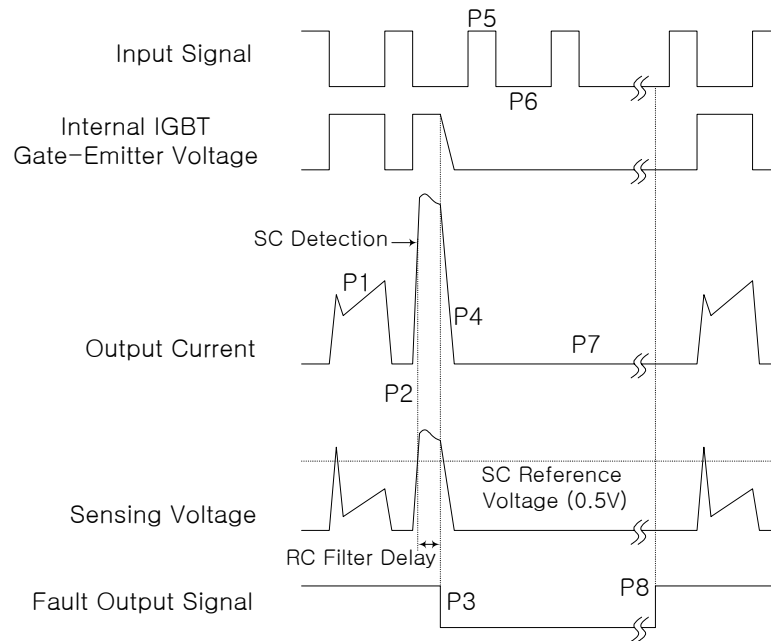 P5
Input Signal
P6
Internal IGBT
Gate-Emitter Voltage
SC Detection
P1
P4
Output Current
P7
P2
SC Reference
Voltage (0.5V)
Sensing Voltage
RC Filter Delay
Fault Output Signal
P3
P8